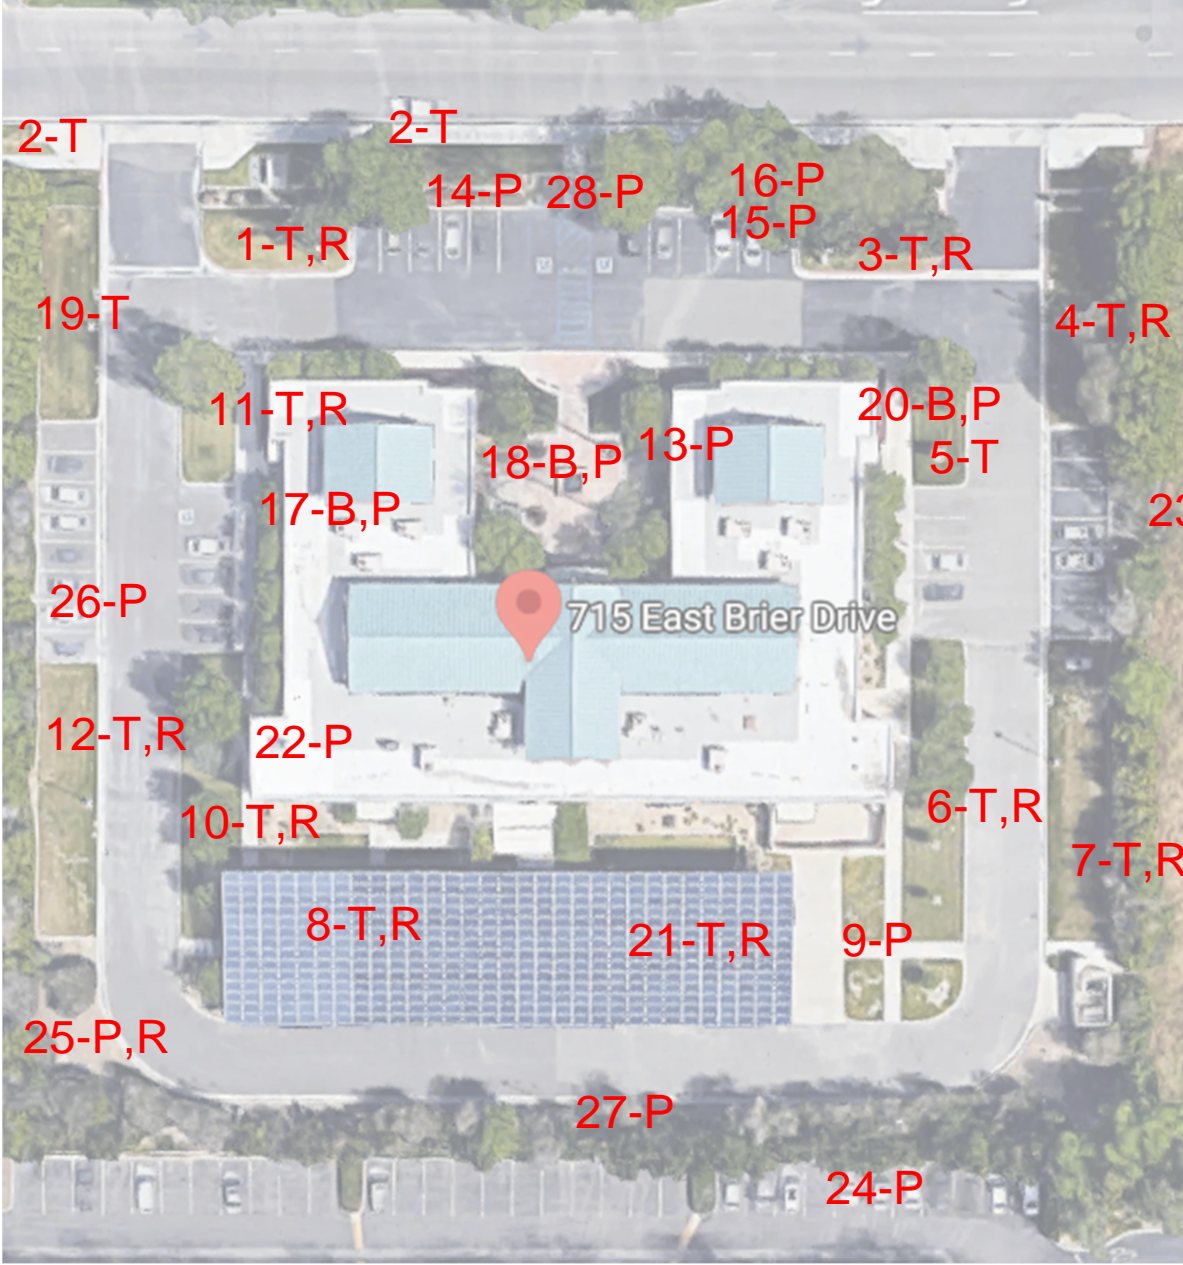 2-T
2-T
14-P
28-P
16-P
15-P
1-T,R
3-T,R
19-T
4-T,R
11-T,R
20-B,P
18-B,P
13-P
5-T
17-B,P
23
26-P
715 East Brier Drive
12-T,R
22-P
10-T,R
6-T,R
7-T,R
8-T,R
21-T,R
9-P
25-P,R
27-P
24-P